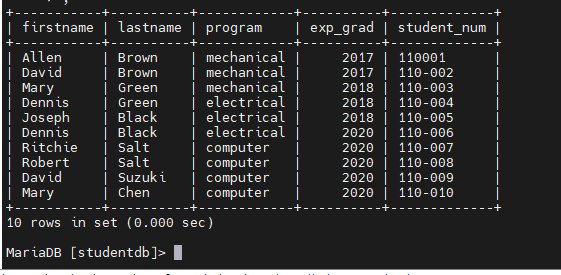 +-----------+----------+------------+----------+-------------+
| firstname | lastname | program    | exp_grad | student_num |
+-----------+----------+------------+----------+-------------+
| Allen     | Brown    | mechanical |     2017 | 110001      |
| David     | Brown    | mechanical |     2017 | 110-002     |
| Mary      | Green    | mechanical |     2018 | 110-003     |
| Dennis    | Green    | electrical |     2018 | 110-004     |
| Joseph    | Black    | electrical |     2018 | 110-005     |
| Dennis    | Black    | electrical |     2020 | 110-006     |
| Ritchie   | Salt     | computer   |     2020 | 110-007     |
| Robert    | Salt     | computer   |     2020 | 110-008     |
| David     | Suzuki   | computer   |     2020 | 110-009     |
| Mary      | Chen     | computer   |     2020 | 110-010     |
+-----------+----------+------------+----------+-------------+
10 rows in set (0.000 sec)
MariaDB [studentdb]>